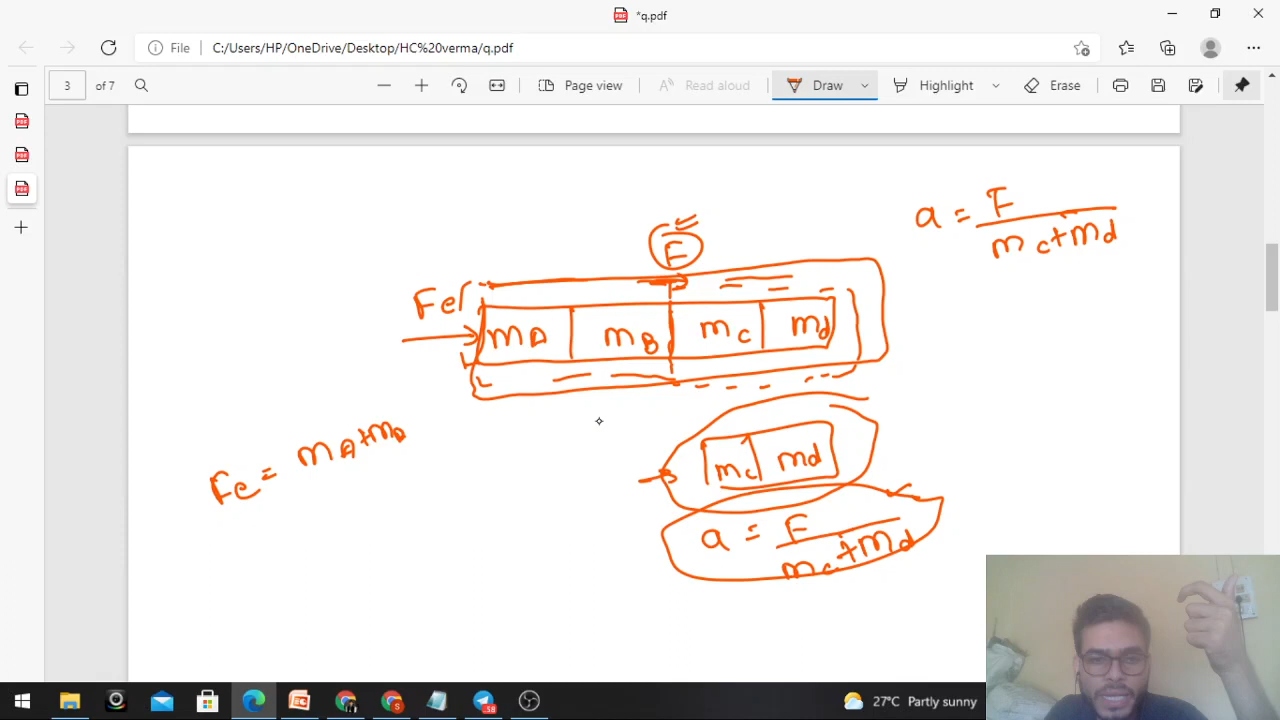 *q.pdf
File C:/Users/HP/OneDrive/Desktop/HC%20verma/q.pdf
3 of 7 Page view Read aloud Draw Highlight Erase
a = F / mc+md
F
Fe
mA mB mc md
Fe = mA+mB
mc md
a = F / mc+md
27°C Partly sunny